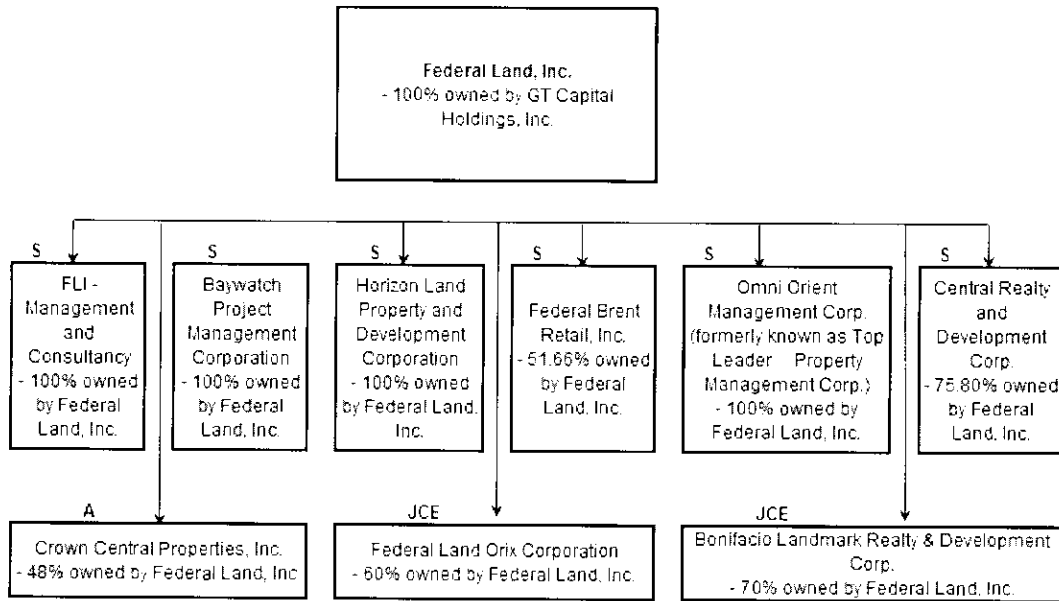 Federal Land, Inc.
- 100% owned by GT Capital
Holdings, Inc.
S
S
S
S
S
S
FLI -
Management
and
Consultancy
- 100% owned
by Federal
Land, Inc.
Baywatch
Project
Management
Corporation
- 100% owned
by Federal
Land, Inc.
Horizon Land
Property and
Development
Corporation
- 100% owned
by Federal Land,
Inc.
Federal Brent
Retail, Inc.
- 51.66% owned
by Federal
Land, Inc.
Omni Orient
Management Corp.
(formerly known as Top
Leader Property
Management Corp.)
- 100% owned by
Federal Land, Inc.
Central Realty
and
Development
Corp.
- 75.80% owned
by Federal
Land, Inc.
A
JCE
JCE
Crown Central Properties, Inc.
- 48% owned by Federal Land, Inc
Federal Land Orix Corporation
- 60% owned by Federal Land, Inc.
Bonifacio Landmark Realty & Development
Corp.
- 70% owned by Federal Land, Inc.